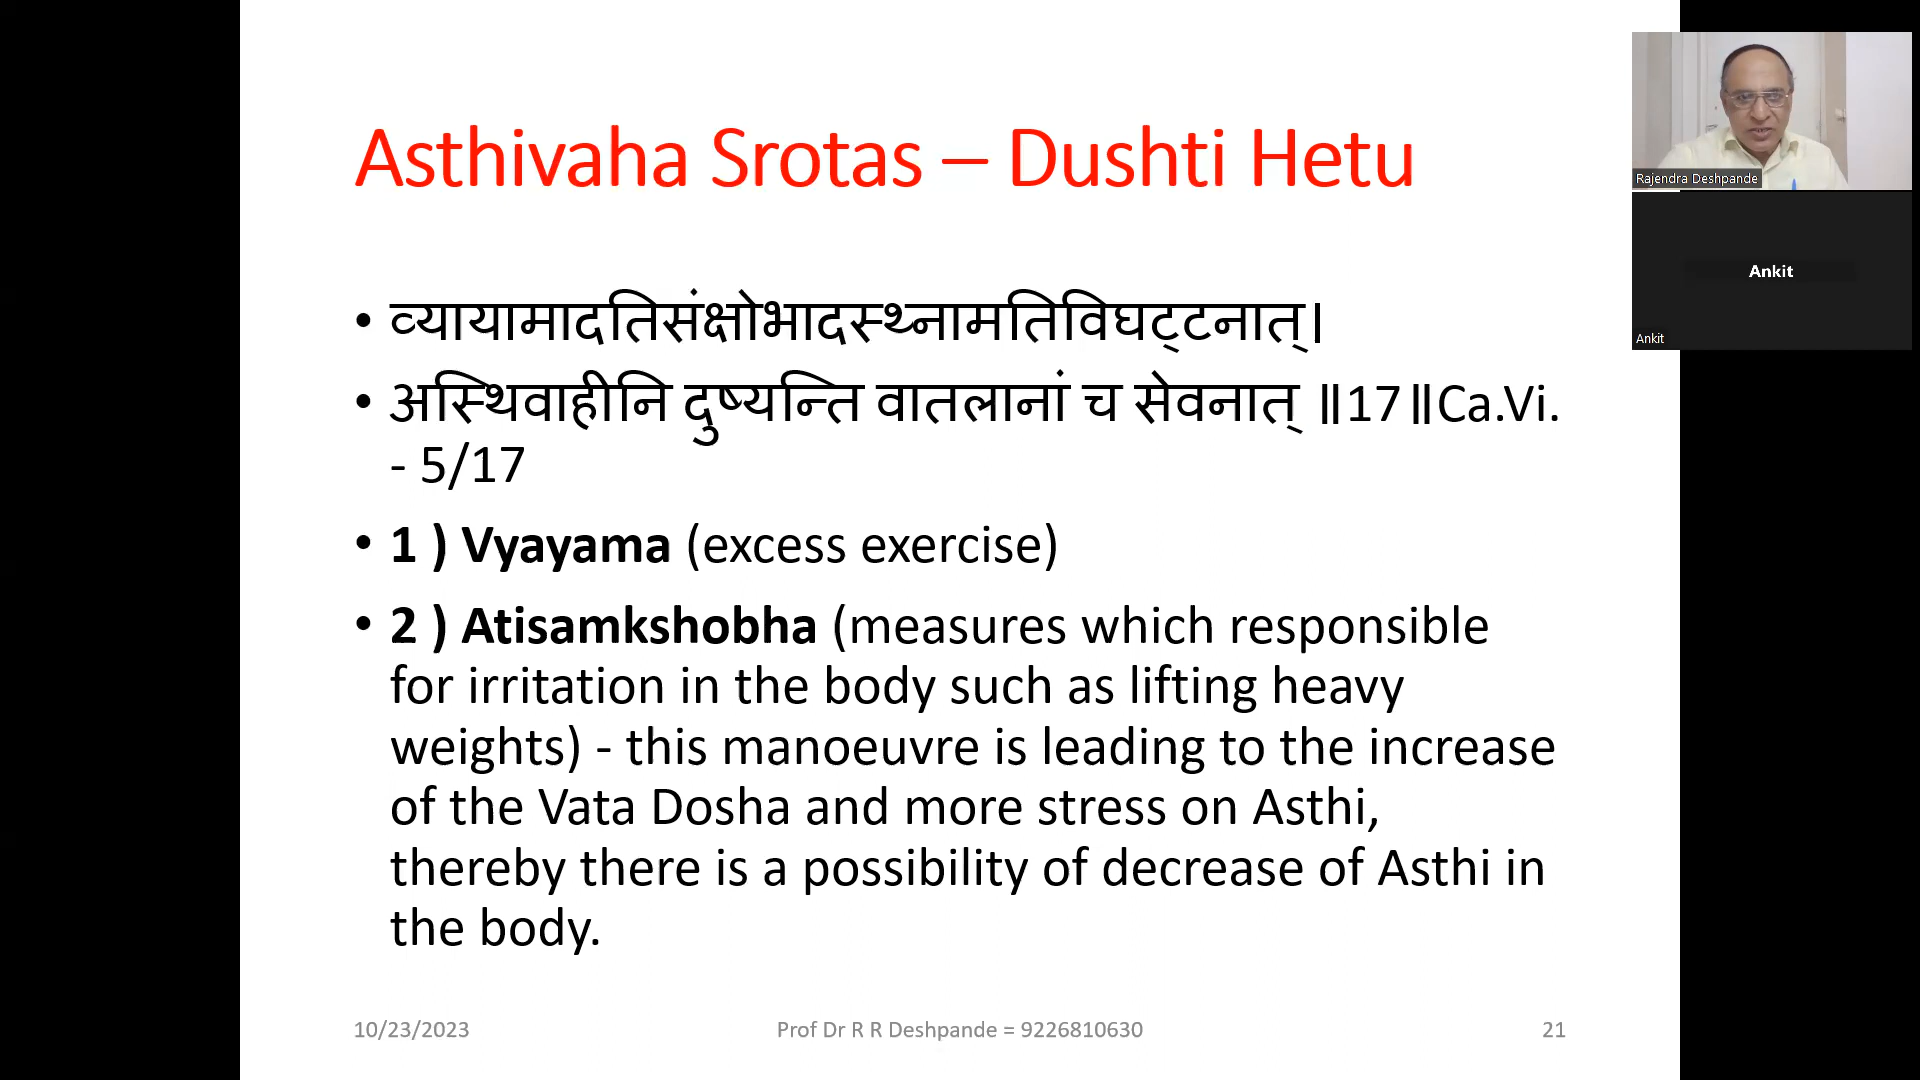 Asthivaha Srotas – Dushti Hetu
• व्यायामादतिसंक्षोभादस्थ्नामतिविघट्टनात्।
• अस्थिवाहीनि दुष्यन्ति वातलानां च सेवनात् ॥17॥Ca.Vi.
- 5/17
• 1 ) Vyayama (excess exercise)
• 2 ) Atisamkshobha (measures which responsible
for irritation in the body such as lifting heavy
weights) - this manoeuvre is leading to the increase
of the Vata Dosha and more stress on Asthi,
thereby there is a possibility of decrease of Asthi in
the body.
10/23/2023
Prof Dr R R Deshpande = 9226810630
21
Rajendra Deshpande
Ankit
Ankit